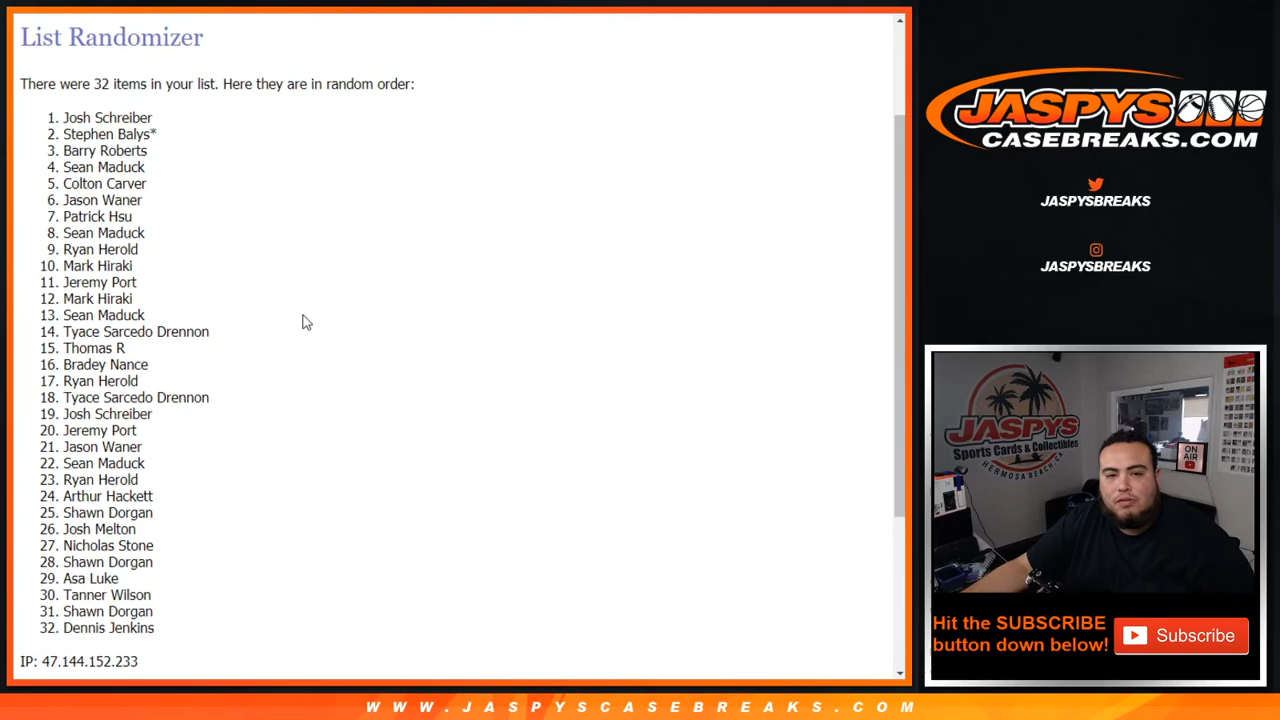 List Randomizer
There were 32 items in your list. Here they are in random order:
1. Josh Schreiber
2. Stephen Balys*
3. Barry Roberts
4. Sean Maduck
5. Colton Carver
6. Jason Waner
7. Patrick Hsu
8. Sean Maduck
9. Ryan Herold
10. Mark Hiraki
11. Jeremy Port
12. Mark Hiraki
13. Sean Maduck
14. Tyace Sarcedo Drennon
15. Thomas R
16. Bradey Nance
17. Ryan Herold
18. Tyace Sarcedo Drennon
19. Josh Schreiber
20. Jeremy Port
21. Jason Waner
22. Sean Maduck
23. Ryan Herold
24. Arthur Hackett
25. Shawn Dorgan
26. Josh Melton
27. Nicholas Stone
28. Shawn Dorgan
29. Asa Luke
30. Tanner Wilson
31. Shawn Dorgan
32. Dennis Jenkins
IP: 47.144.152.233
JASPYS
CASEBREAKS.COM
JASPYSBREAKS
JASPYSBREAKS
JASPYS
Sports Cards & Collectibles
HERMOSA BEACH, CA
ON
AIR
Hit the SUBSCRIBE
button down below!
Subscribe
WWW.JASPYSCASEBREAKS.COM